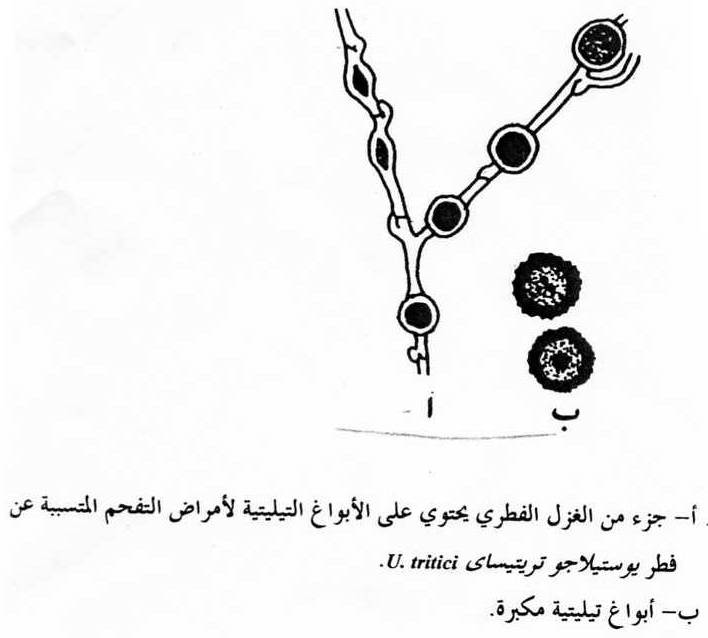 أ -
ب
أ- جزء من الغزل الفطري يحتوي على الأبواغ التيليتية لأمراض التفحم المتسببة عن
فطر يوستيلاجو تريتيساى U. tritici.
ب- أبواغ تيليتية مكبرة.